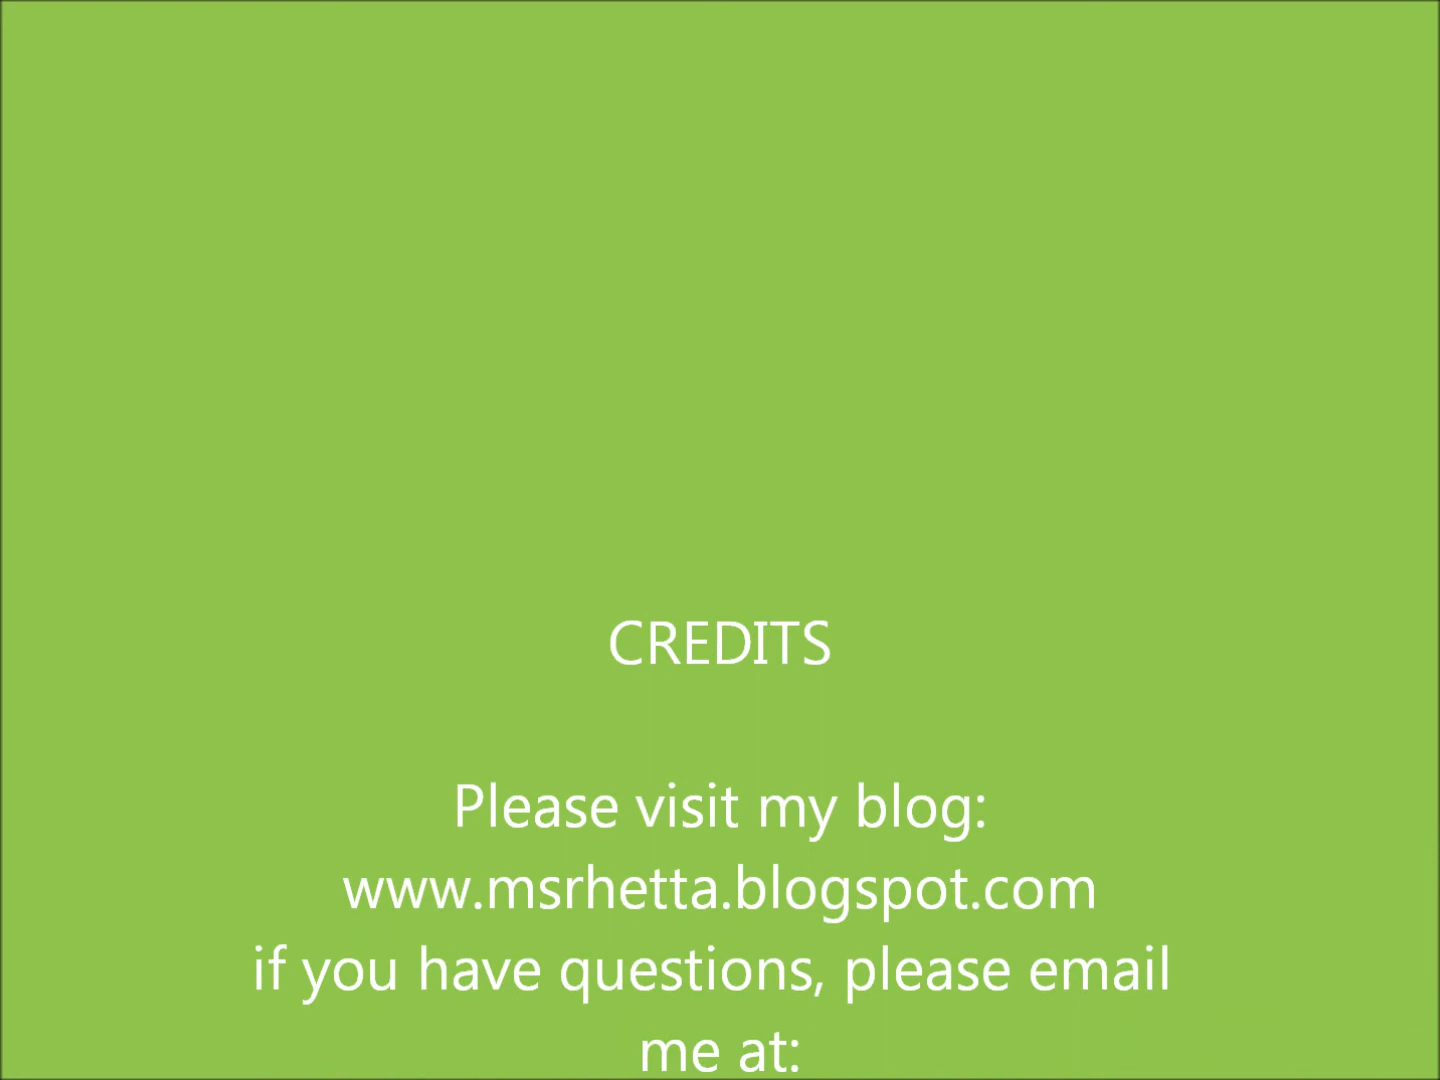 CREDITS
Please visit my blog:
www.msrhetta.blogspot.com
if you have questions, please email
me at: